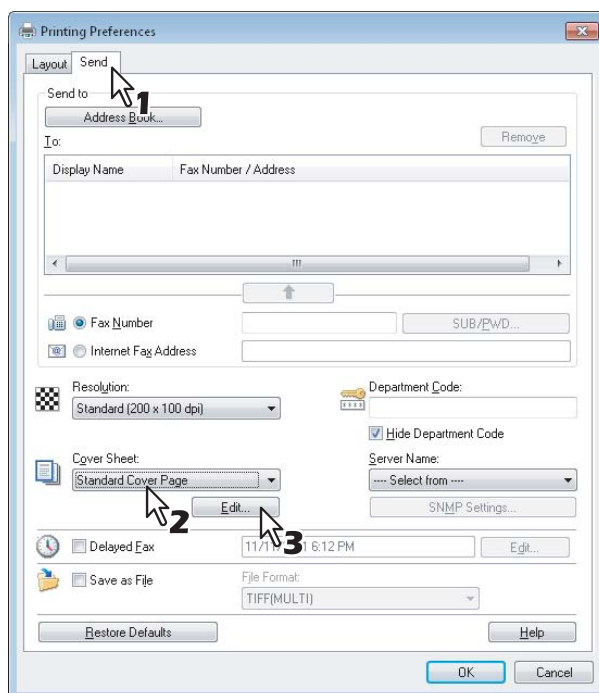 Printing Preferences
Layout Send
1
Send to
Address Book...
To:
Remove
Display Name Fax Number / Address
Fax Number
SUB/PWD...
Internet Fax Address
Resolution:
Standard (200 x 100 dpi)
Department Code:
Hide Department Code
Cover Sheet:
Standard Cover Page
Server Name:
---- Select from ----
2
Edit...
SNMP Settings...
3
Delayed Fax
6:12 PM
Edit...
Save as File
File Format:
TIFF(MULTI)
Restore Defaults
Help
OK
Cancel